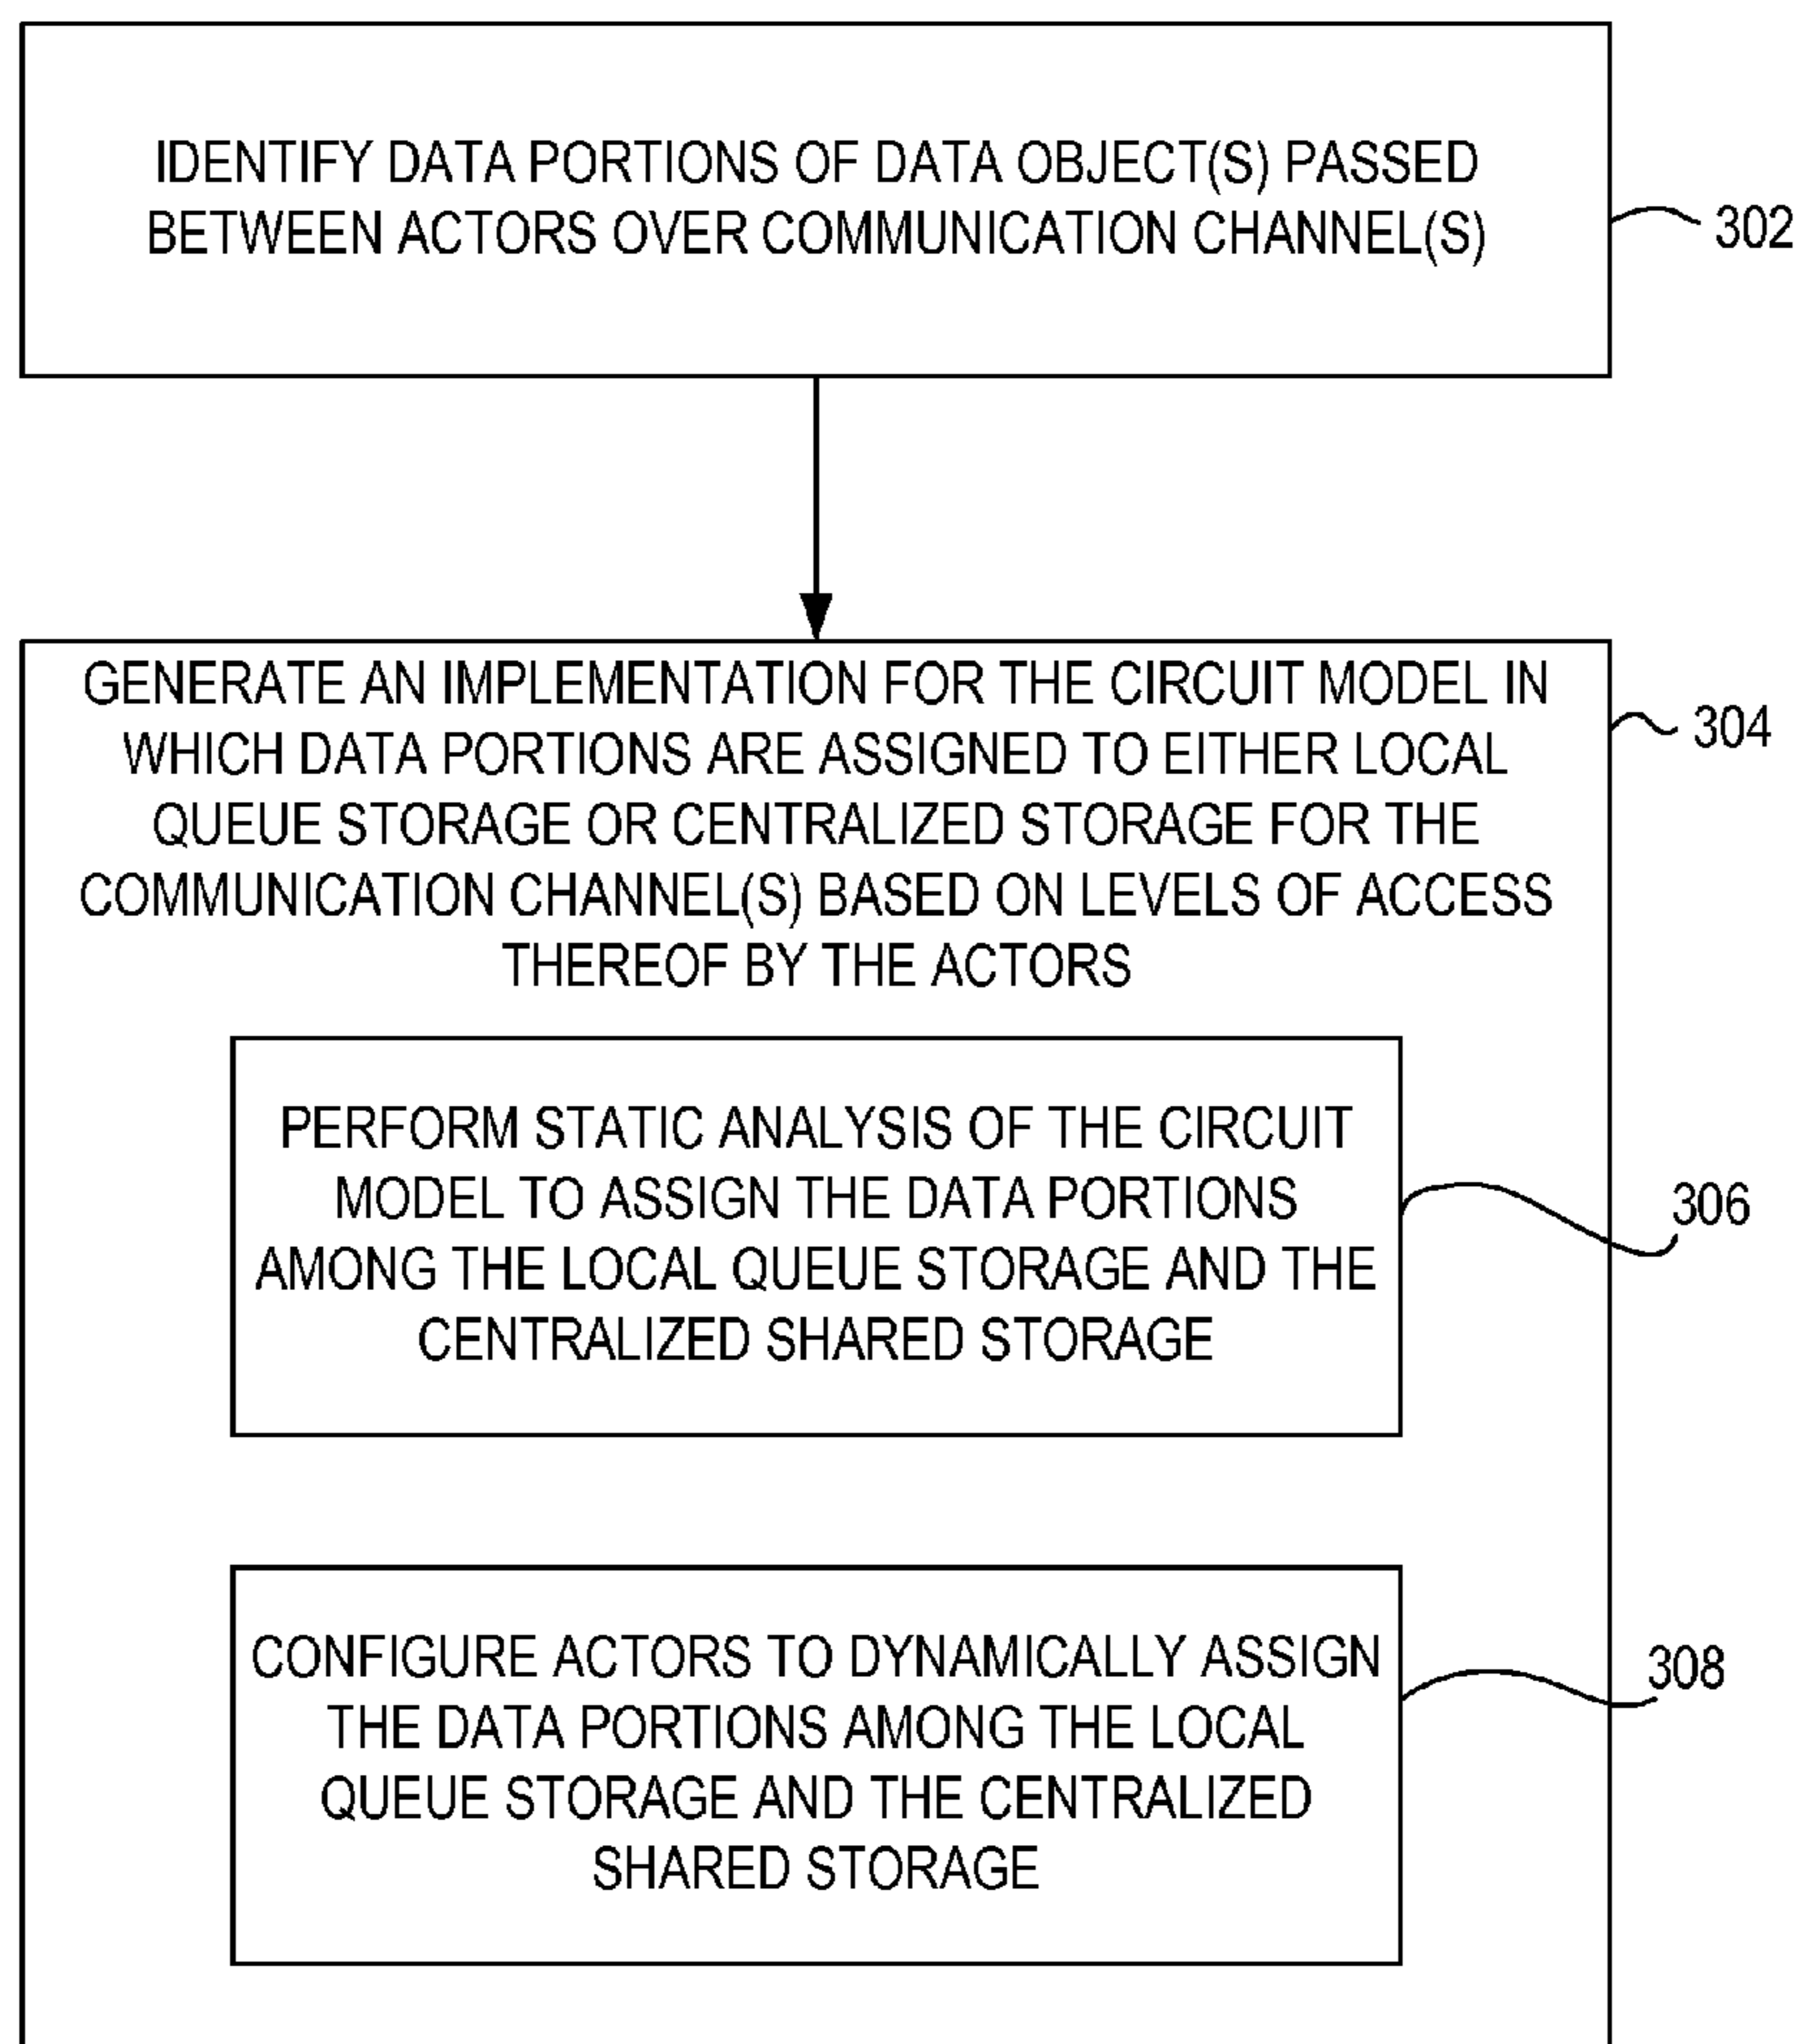 IDENTIFY DATA PORTIONS OF DATA OBJECT(S) PASSED
BETWEEN ACTORS OVER COMMUNICATION CHANNEL(S)
302
GENERATE AN IMPLEMENTATION FOR THE CIRCUIT MODEL IN
WHICH DATA PORTIONS ARE ASSIGNED TO EITHER LOCAL
QUEUE STORAGE OR CENTRALIZED STORAGE FOR THE
COMMUNICATION CHANNEL(S) BASED ON LEVELS OF ACCESS
THEREOF BY THE ACTORS
304
PERFORM STATIC ANALYSIS OF THE CIRCUIT
MODEL TO ASSIGN THE DATA PORTIONS
AMONG THE LOCAL QUEUE STORAGE AND THE
CENTRALIZED SHARED STORAGE
306
CONFIGURE ACTORS TO DYNAMICALLY ASSIGN
THE DATA PORTIONS AMONG THE LOCAL
QUEUE STORAGE AND THE CENTRALIZED
SHARED STORAGE
308